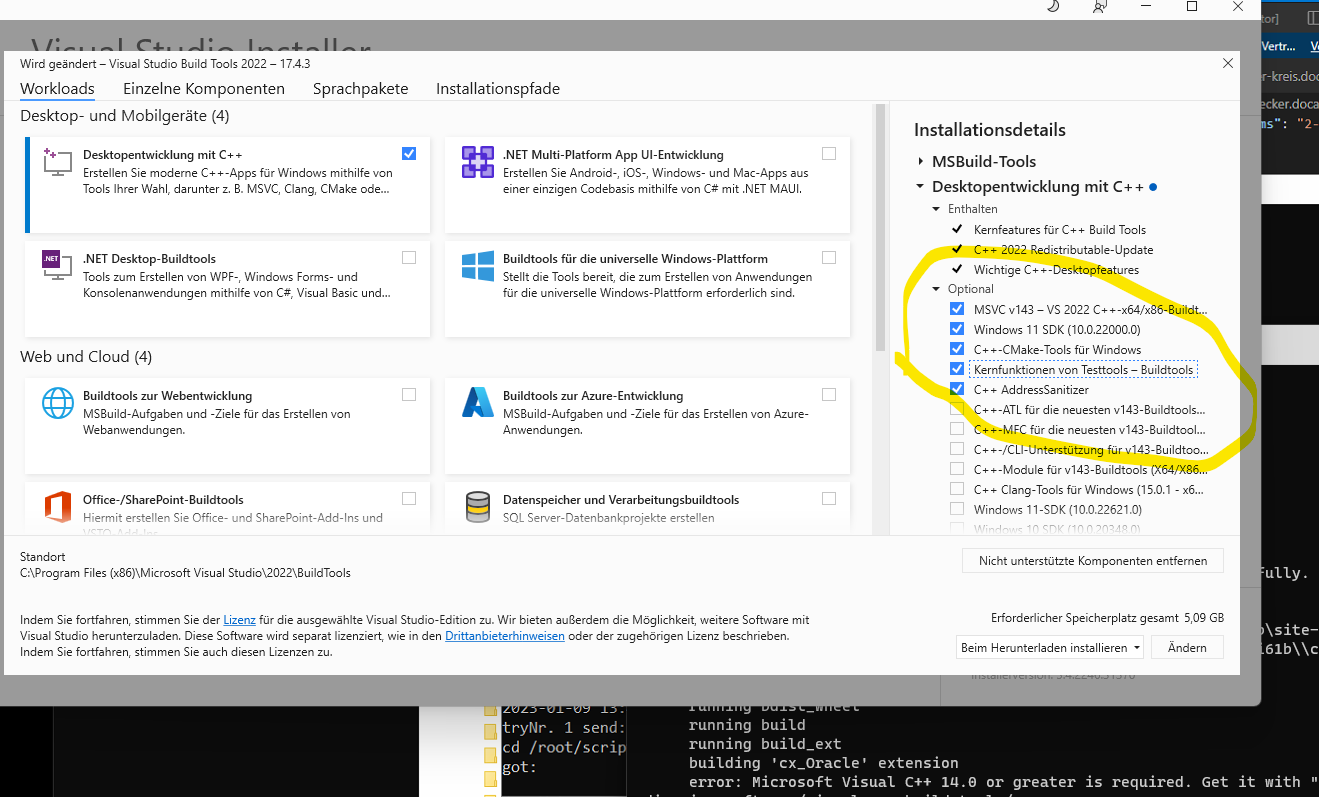 Visual Studio Installer
Wird geändert – Visual Studio Build Tools 2022 – 17.4.3
Workloads Einzelne Komponenten Sprachpakete Installationspfade
Desktop- und Mobilgeräte (4)
Desktopentwicklung mit C++
Erstellen Sie moderne C++-Apps für Windows mithilfe von
Tools Ihrer Wahl, darunter z. B. MSVC, Clang, CMake ode...
.NET Multi-Platform App UI-Entwicklung
Erstellen Sie Android-, iOS-, Windows- und Mac-Apps aus
einer einzigen Codebasis mithilfe von C# mit .NET MAUI.
.NET
.NET Desktop-Buildtools
Tools zum Erstellen von WPF-, Windows Forms- und
Konsolenanwendungen mithilfe von C#, Visual Basic und...
Buildtools für die universelle Windows-Plattform
Stellt die Tools bereit, die zum Erstellen von Anwendungen
für die universelle Windows-Plattform erforderlich sind.
Web und Cloud (4)
Buildtools zur Webentwicklung
MSBuild-Aufgaben und -Ziele für das Erstellen von
Webanwendungen.
Buildtools zur Azure-Entwicklung
MSBuild-Aufgaben und -Ziele für das Erstellen von Azure-
Anwendungen.
Office-/SharePoint-Buildtools
Hiermit erstellen Sie Office- und SharePoint-Add-Ins und
VSTO-Add-Ins.
Datenspeicher und Verarbeitungsbuildtools
SQL Server-Datenbankprojekte erstellen
Installationsdetails
MSBuild-Tools
Desktopentwicklung mit C++
Enthalten
Kernfeatures für C++ Build Tools
C++ 2022 Redistributable-Update
Wichtige C++-Desktopfeatures
Optional
MSVC v143 – VS 2022 C++-x64/x86-Buildt...
Windows 11 SDK (10.0.22000.0)
C++-CMake-Tools für Windows
Kernfunktionen von Testtools – Buildtools
C++ AddressSanitizer
C++-ATL für die neuesten v143-Buildtools...
C++-MFC für die neuesten v143-Buildtool...
C++-/CLI-Unterstützung für v143-Buildtoo...
C++-Module für v143-Buildtools (X64/X86...
C++ Clang-Tools für Windows (15.0.1 - x6...
Windows 11-SDK (10.0.22621.0)
Windows 10 SDK (10.0.20348.0)
Standort
C:\Program Files (x86)\Microsoft Visual Studio\2022\BuildTools
Nicht unterstützte Komponenten entfernen
Indem Sie fortfahren, stimmen Sie der Lizenz für die ausgewählte Visual Studio-Edition zu. Wir bieten außerdem die Möglichkeit, weitere Software mit
Visual Studio herunterzuladen. Diese Software wird separat lizenziert, wie in den Drittanbieterhinweisen oder der zugehörigen Lizenz beschrieben.
Indem Sie fortfahren, stimmen Sie auch diesen Lizenzen zu.
Erforderlicher Speicherplatz gesamt 5,09 GB
Beim Herunterladen installieren Ändern
tor]
Vertr...
r-kreis.doc
ecker.doca
ms": "2-
fully.
\site-
61b\\c
2023-01-09 13:
tryNr. 1 send:
cd /root/scrip
got:
running bdist_wheel
running build
running build_ext
building 'cx_Oracle' extension
error: Microsoft Visual C++ 14.0 or greater is required. Get it with "